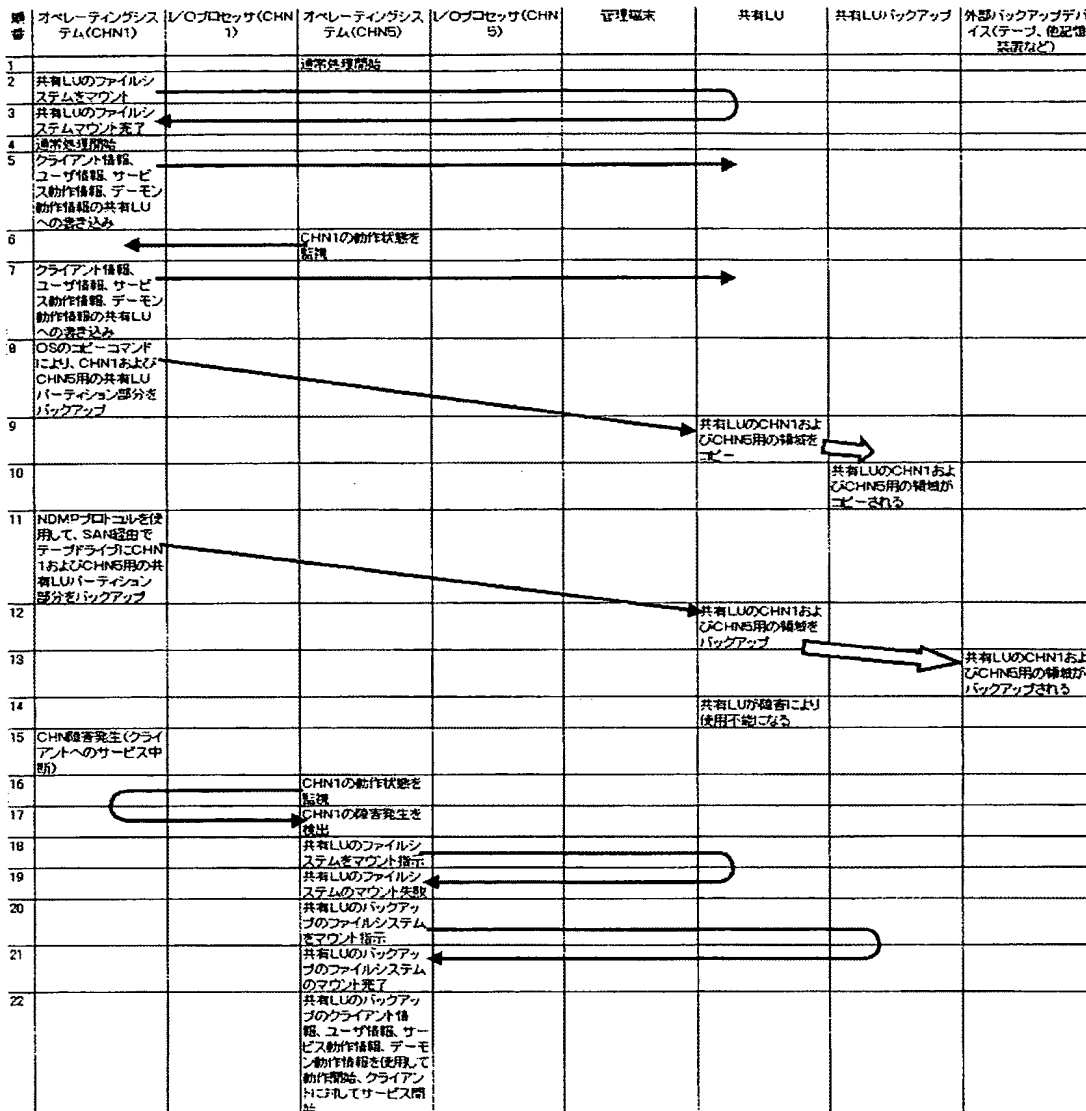 順番
オペレーティングシステム(CHN1)
I/Oプロセッサ(CHN1)
オペレーティングシステム(CHN5)
I/Oプロセッサ(CHN5)
管理端末
共有LU
共有LUバックアップ
外部バックアップデバイス(テープ、他記憶装置など)
1
通常処理開始
2
共有LUのファイルシ
ステムをマウント
3
共有LUのファイルシ
ステムマウント完了
4
通常処理開始
5
クライアント情報、
ユーザ情報、サービ
ス動作情報、デーモン
動作情報の共有LU
への書き込み
6
CHN1の動作状態を
監視
7
クライアント情報、
ユーザ情報、サービ
ス動作情報、デーモン
動作情報の共有LU
への書き込み
8
OSのコピーコマンド
により、CHN1および
CHN5用の共有LU
パーティション部分を
バックアップ
9
共有LUのCHN1およ
びCHN5用の領域を
コピー
10
共有LUのCHN1およ
びCHN5用の領域が
コピーされる
11
NDMPプロトコルを使
用して、SAN経由で
テープドライブにCHN
1およびCHN5用の共
有LUパーティション
部分をバックアップ
12
共有LUのCHN1およ
びCHN5用の領域を
バックアップ
13
共有LUのCHN1およ
びCHN5用の領域が
バックアップされる
14
共有LUが障害により
使用不能になる
15
CHN障害発生(クライ
アントへのサービス中
断)
16
CHN1の動作状態を
監視
17
CHN1の障害発生を
検出
18
共有LUのファイルシ
ステムをマウント指示
19
共有LUのファイルシ
ステムのマウント失敗
20
共有LUのバックアッ
プのファイルシステム
をマウント指示
21
共有LUのバックアッ
プのファイルシステム
のマウント完了
22
共有LUのバックアッ
プのクライアント情
報、ユーザ情報、サー
ビス動作情報、デーモ
ン動作情報を使用して
動作開始、クライアン
トに対してサービス開
始